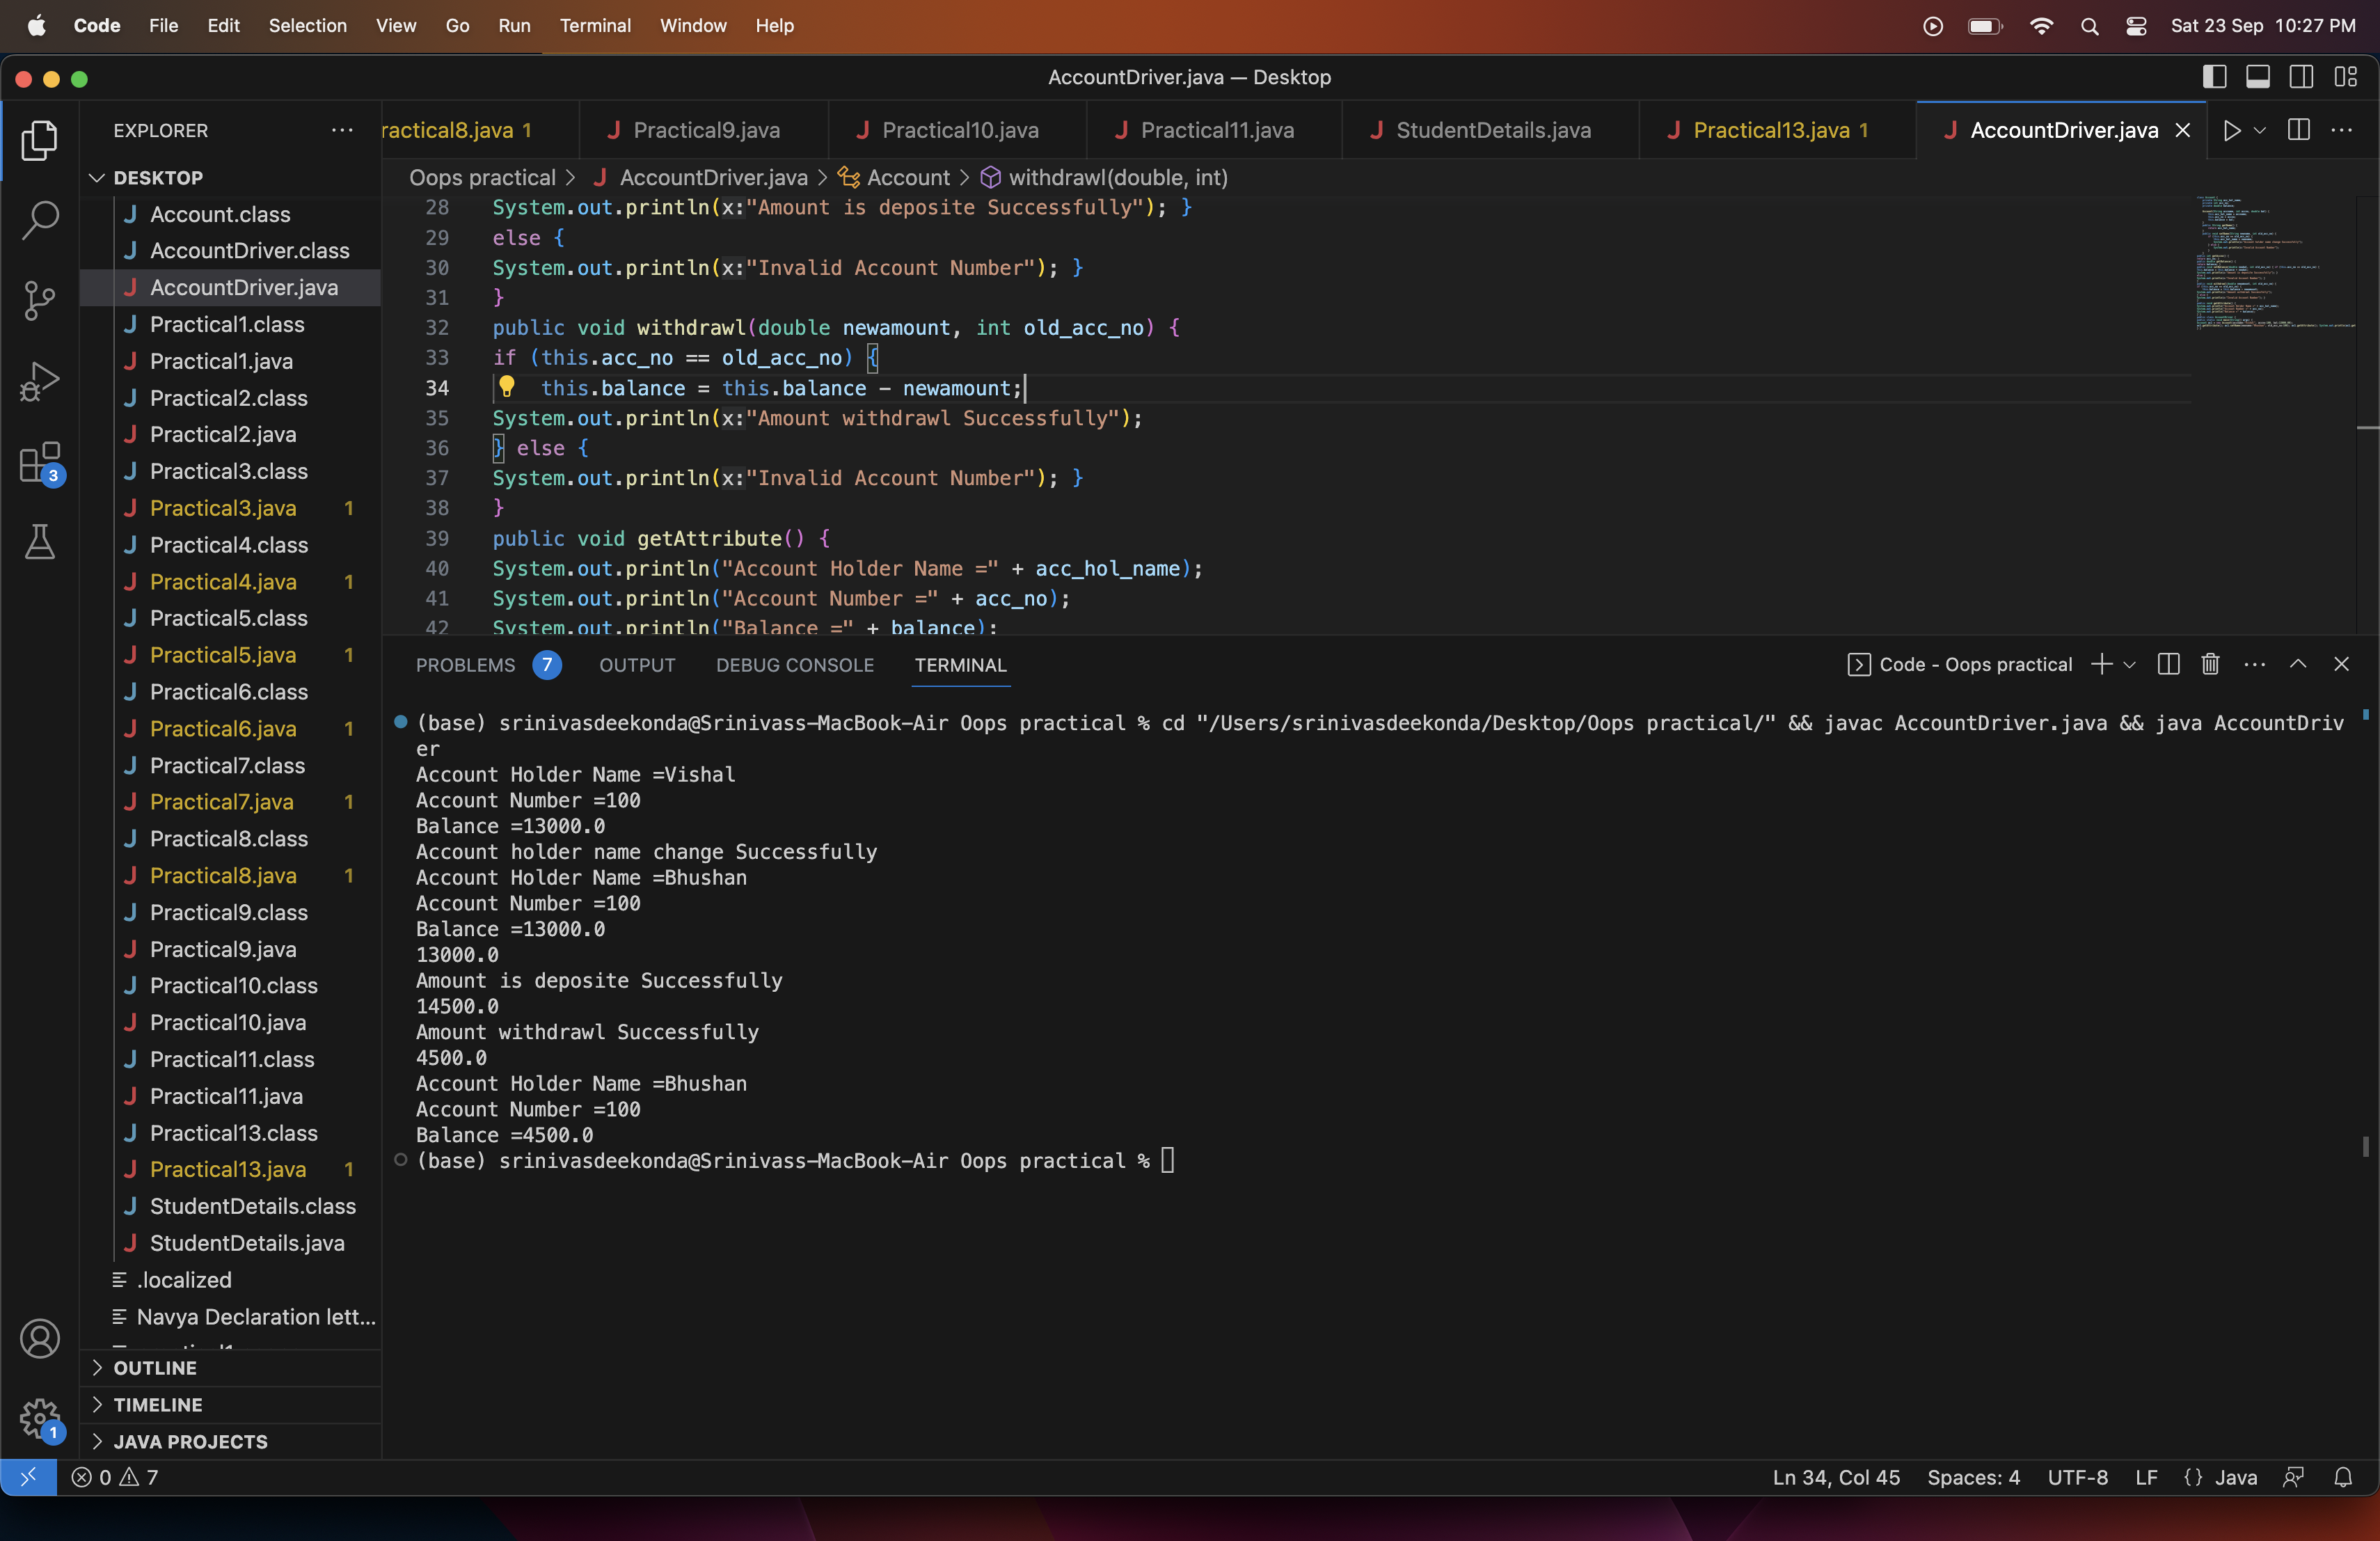 Code File Edit Selection View Go Run Terminal Window Help Sat 23 Sep 10:27 PM
AccountDriver.java — Desktop
EXPLORER
ractical8.java 1 Practical9.java Practical10.java Practical11.java StudentDetails.java Practical13.java 1 AccountDriver.java
Oops practical > AccountDriver.java > Account > withdrawl(double, int)
DESKTOP
Account.class
AccountDriver.class
AccountDriver.java
Practical1.class
Practical1.java
Practical2.class
Practical2.java
Practical3.class
Practical3.java 1
Practical4.class
Practical4.java 1
Practical5.class
Practical5.java 1
Practical6.class
Practical6.java 1
Practical7.class
Practical7.java 1
Practical8.class
Practical8.java 1
Practical9.class
Practical9.java
Practical10.class
Practical10.java
Practical11.class
Practical11.java
Practical13.class
Practical13.java 1
StudentDetails.class
StudentDetails.java
.localized
Navya Declaration lett...
OUTLINE
TIMELINE
JAVA PROJECTS
3
1
28 System.out.println(x:"Amount is deposite Successfully"); }
29 else {
30 System.out.println(x:"Invalid Account Number"); }
31 }
32 public void withdrawl(double newamount, int old_acc_no) {
33 if (this.acc_no == old_acc_no) {
34 this.balance = this.balance - newamount;
35 System.out.println(x:"Amount withdrawl Successfully");
36 } else {
37 System.out.println(x:"Invalid Account Number"); }
38 }
39 public void getAttribute() {
40 System.out.println("Account Holder Name =" + acc_hol_name);
41 System.out.println("Account Number =" + acc_no);
42 System.out.println("Balance =" + balance);
PROBLEMS 7 OUTPUT DEBUG CONSOLE TERMINAL Code - Oops practical
(base) srinivasdeekonda@Srinivass-MacBook-Air Oops practical % cd "/Users/srinivasdeekonda/Desktop/Oops practical/" && javac AccountDriver.java && java AccountDriv
er
Account Holder Name =Vishal
Account Number =100
Balance =13000.0
Account holder name change Successfully
Account Holder Name =Bhushan
Account Number =100
Balance =13000.0
13000.0
Amount is deposite Successfully
14500.0
Amount withdrawl Successfully
4500.0
Account Holder Name =Bhushan
Account Number =100
Balance =4500.0
(base) srinivasdeekonda@Srinivass-MacBook-Air Oops practical %
0 7 Ln 34, Col 45 Spaces: 4 UTF-8 LF {} Java